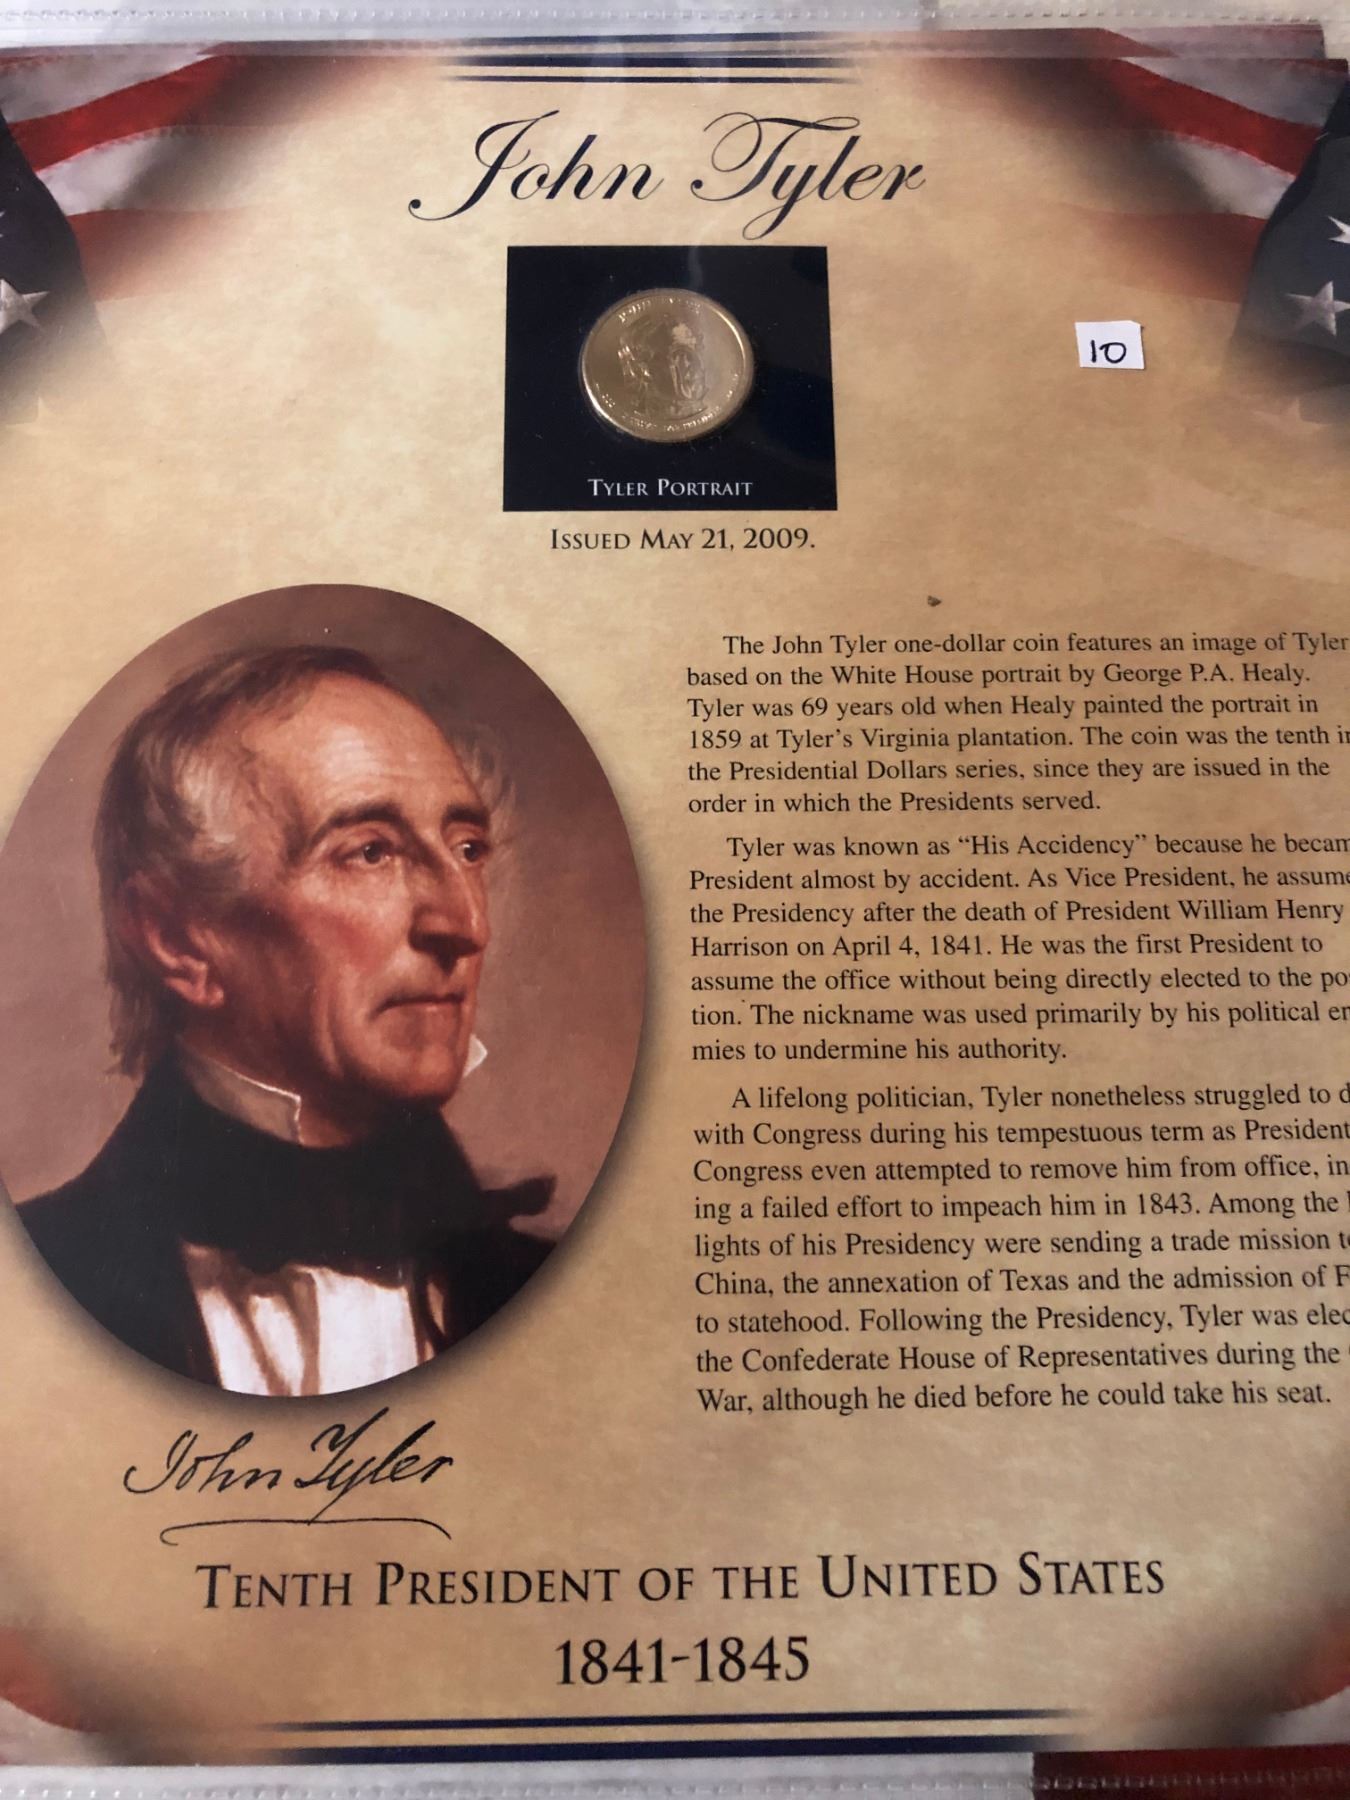 John Tyler
10
TYLER PORTRAIT
ISSUED MAY 21, 2009.
The John Tyler one-dollar coin features an image of Tyler
based on the White House portrait by George P.A. Healy.
Tyler was 69 years old when Healy painted the portrait in
1859 at Tyler's Virginia plantation. The coin was the tenth in
the Presidential Dollars series, since they are issued in the
order in which the Presidents served.
Tyler was known as “His Accidency” because he becam
President almost by accident. As Vice President, he assume
the Presidency after the death of President William Henry
Harrison on April 4, 1841. He was the first President to
assume the office without being directly elected to the po
tion. The nickname was used primarily by his political en
mies to undermine his authority.
A lifelong politician, Tyler nonetheless struggled to d
with Congress during his tempestuous term as President
Congress even attempted to remove him from office, in
ing a failed effort to impeach him in 1843. Among the
lights of his Presidency were sending a trade mission to
China, the annexation of Texas and the admission of F
to statehood. Following the Presidency, Tyler was elec
the Confederate House of Representatives during the
War, although he died before he could take his seat.
John Tyler
TENTH PRESIDENT OF THE UNITED STATES
1841-1845